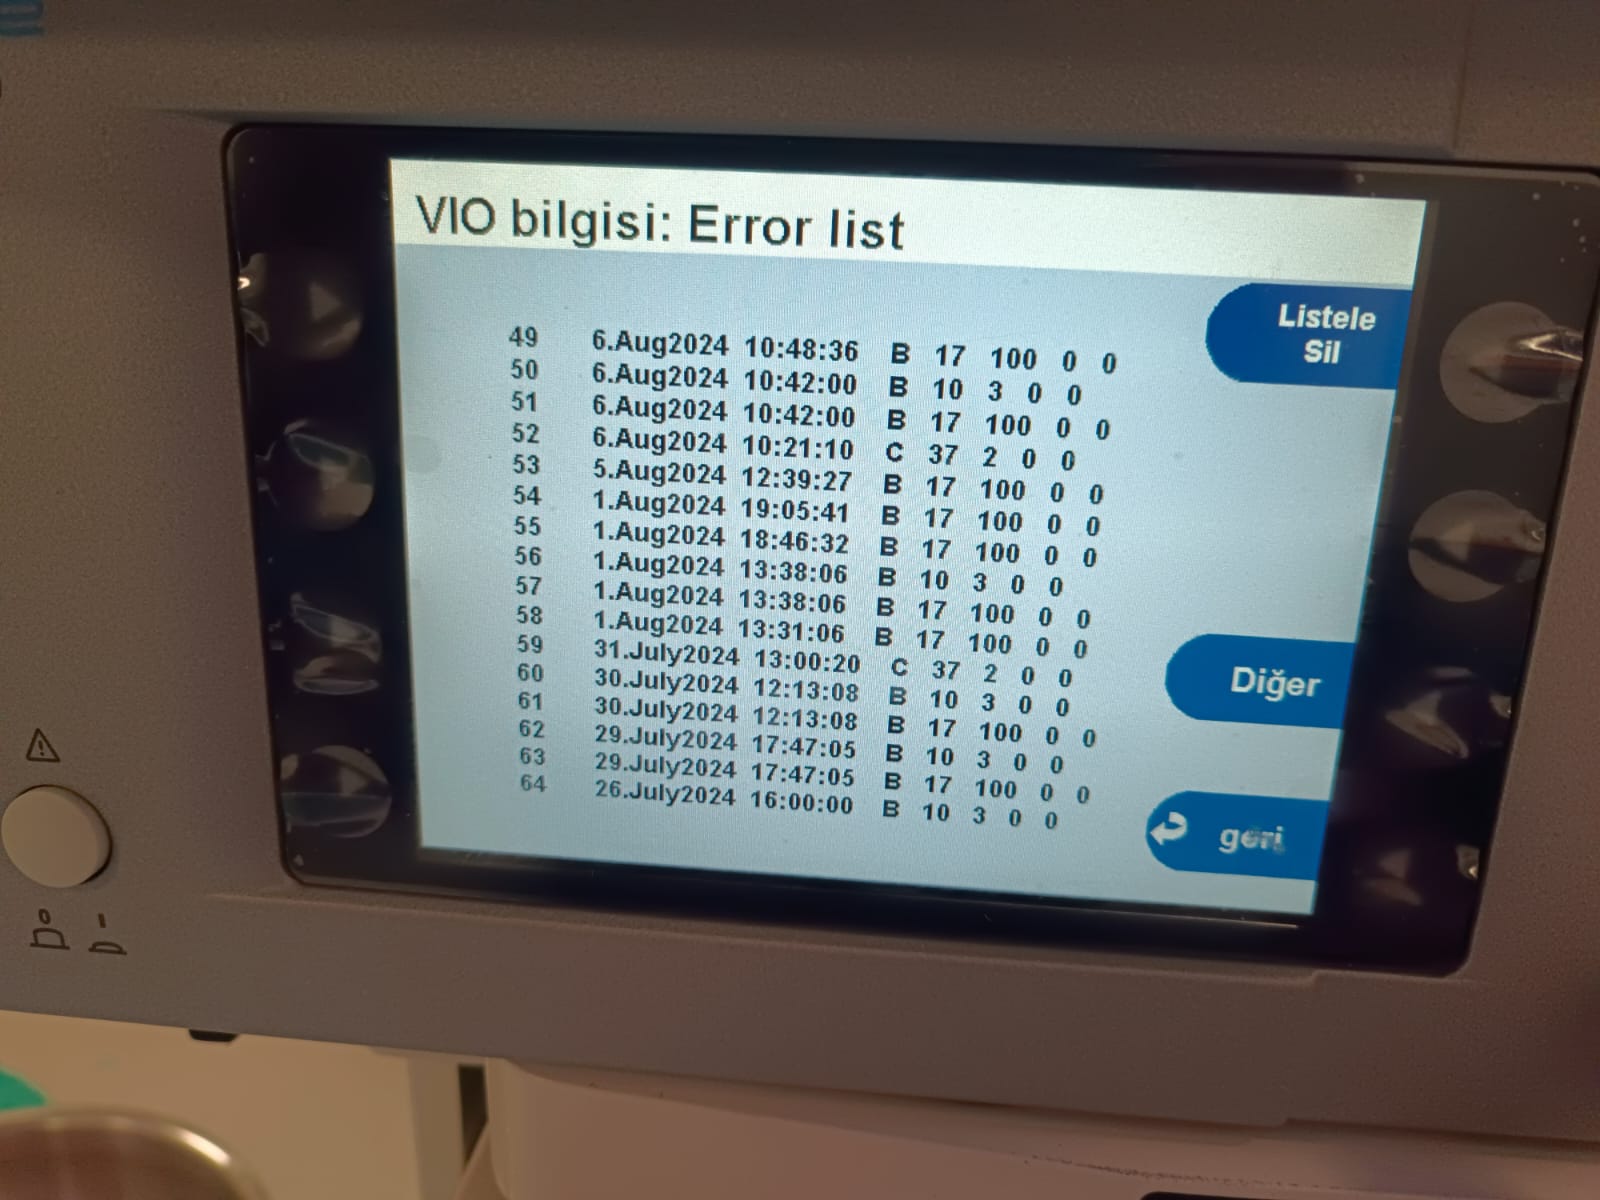 VIO bilgisi: Error list
49 6.Aug2024 10:48:36 B 17 100 0 0
50 6.Aug2024 10:42:00 B 10 3 0 0
51 6.Aug2024 10:42:00 B 17 100 0 0
52 6.Aug2024 10:21:10 C 37 2 0 0
53 5.Aug2024 12:39:27 B 17 100 0 0
54 1.Aug2024 19:05:41 B 17 100 0 0
55 1.Aug2024 18:46:32 B 17 100 0 0
56 1.Aug2024 13:38:06 B 10 3 0 0
57 1.Aug2024 13:38:06 B 17 100 0 0
58 1.Aug2024 13:31:06 B 17 100 0 0
59 31.July2024 13:00:20 C 37 2 0 0
60 30.July2024 12:13:08 B 10 3 0 0
61 30.July2024 12:13:08 B 17 100 0 0
62 29.July2024 17:47:05 B 10 3 0 0
63 29.July2024 17:47:05 B 17 100 0 0
64 26.July2024 16:00:00 B 10 3 0 0
Listele
Sil
Diğer
geri